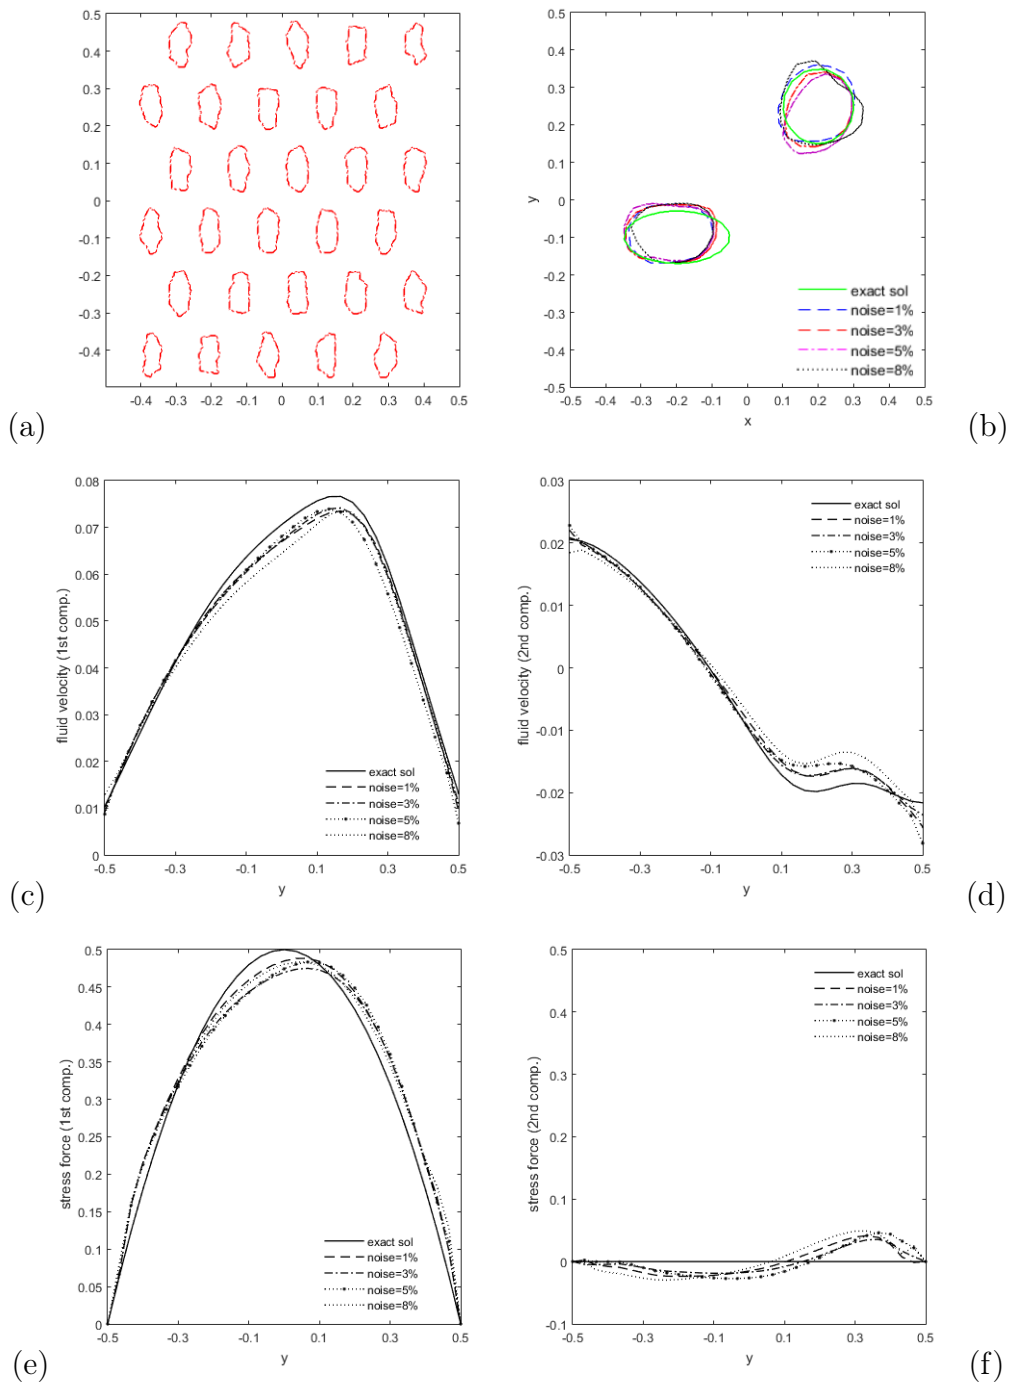 0.5
0.4
0.3
0.2
0.1
0
-0.1
-0.2
-0.3
-0.4
-0.4 -0.3 -0.2 -0.1 0 0.1 0.2 0.3 0.4 0.5
(a)
0.5
0.4
0.3
0.2
0.1
0
-0.1
-0.2
-0.3
-0.4
-0.5
y
exact sol
noise=1%
noise=3%
noise=5%
noise=8%
-0.5 -0.4 -0.3 -0.2 -0.1 0 0.1 0.2 0.3 0.4 0.5
x
(b)
0.08
0.07
0.06
0.05
0.04
0.03
0.02
0.01
0
fluid velocity (1st comp.)
exact sol
noise=1%
noise=3%
noise=5%
noise=8%
-0.5 -0.3 -0.1 0.1 0.3 0.5
y
(c)
0.03
0.02
0.01
0
-0.01
-0.02
-0.03
fluid velocity (2nd comp.)
exact sol
noise=1%
noise=3%
noise=5%
noise=8%
-0.5 -0.3 -0.1 0.1 0.3 0.5
y
(d)
0.5
0.45
0.4
0.35
0.3
0.25
0.2
0.15
0.1
0.05
0
stress force (1st comp.)
exact sol
noise=1%
noise=3%
noise=5%
noise=8%
-0.5 -0.3 -0.1 0.1 0.3 0.5
y
(e)
0.5
0.4
0.3
0.2
0.1
0
-0.1
stress force (2nd comp.)
exact sol
noise=1%
noise=3%
noise=5%
noise=8%
-0.5 -0.3 -0.1 0.1 0.3 0.5
y
(f)